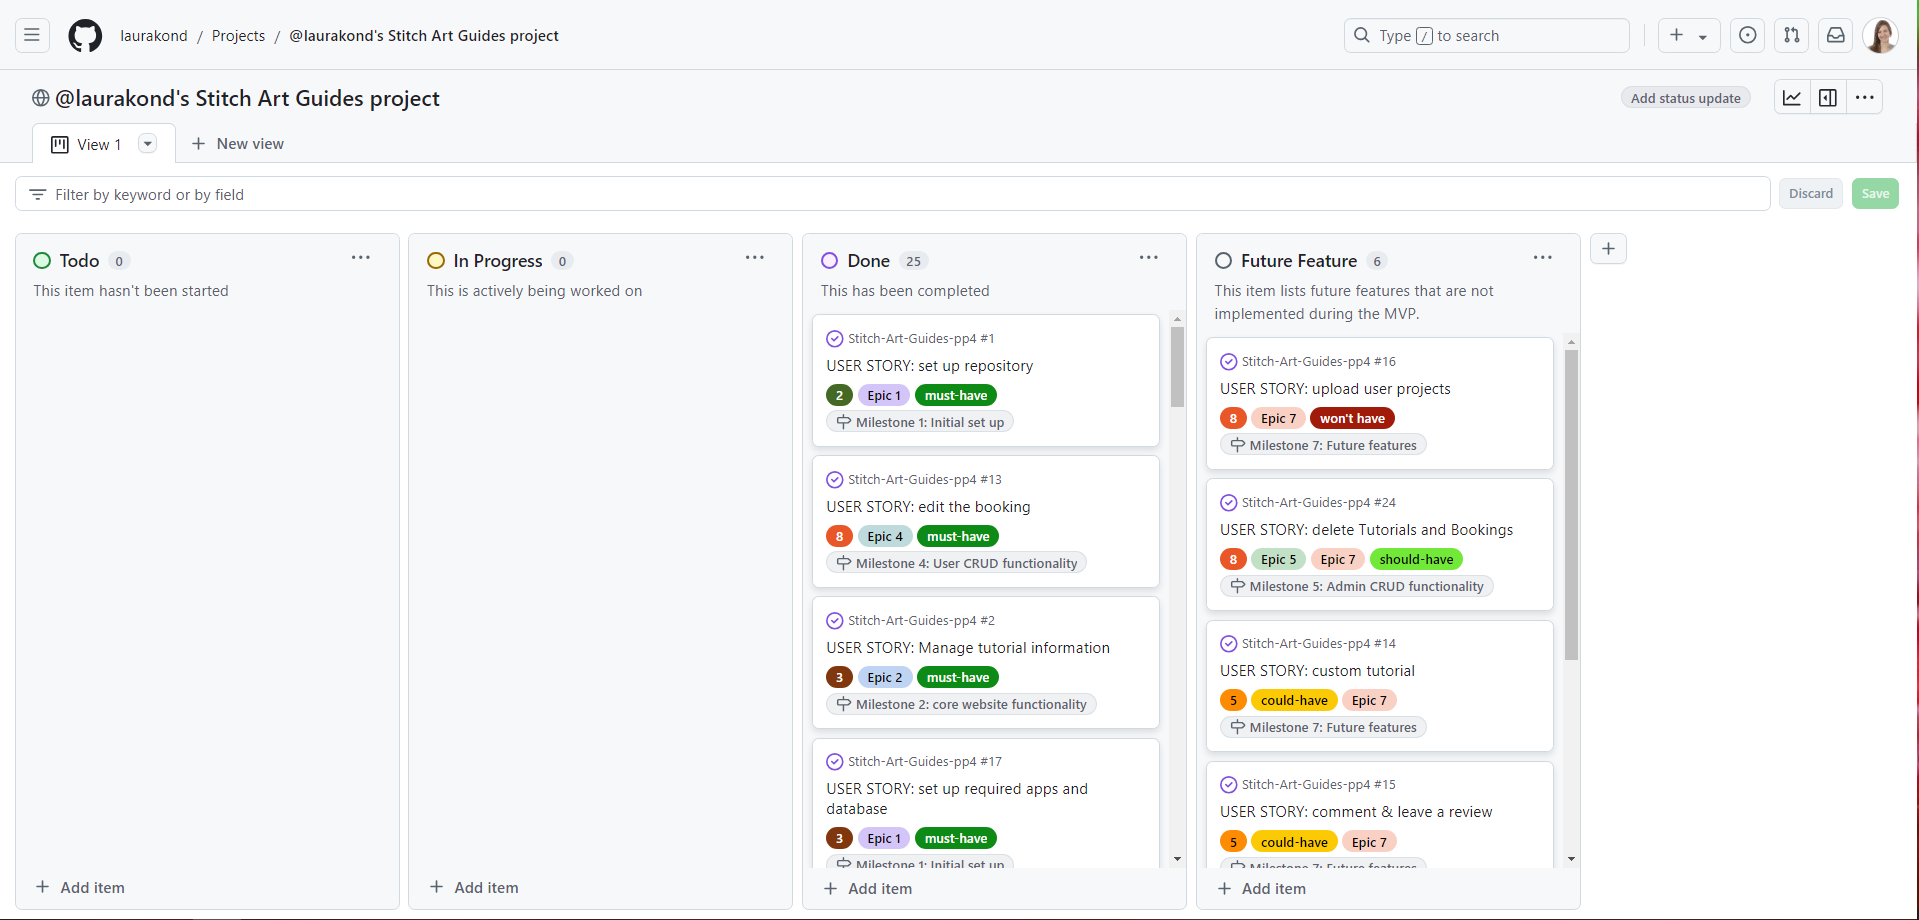 laurakond / Projects / @laurakond's Stitch Art Guides project
Type / to search
@laurakond's Stitch Art Guides project
Add status update
View 1
New view
Filter by keyword or by field
Discard
Save
Todo 0
This item hasn't been started
Add item
In Progress 0
This is actively being worked on
Add item
Done 25
This has been completed
Stitch-Art-Guides-pp4 #1
USER STORY: set up repository
2 Epic 1 must-have
Milestone 1: Initial set up
Stitch-Art-Guides-pp4 #13
USER STORY: edit the booking
8 Epic 4 must-have
Milestone 4: User CRUD functionality
Stitch-Art-Guides-pp4 #2
USER STORY: Manage tutorial information
3 Epic 2 must-have
Milestone 2: core website functionality
Stitch-Art-Guides-pp4 #17
USER STORY: set up required apps and
database
3 Epic 1 must-have
Milestone 1: Initial set up
Add item
Future Feature 6
This item lists future features that are not
implemented during the MVP.
Stitch-Art-Guides-pp4 #16
USER STORY: upload user projects
8 Epic 7 won't have
Milestone 7: Future features
Stitch-Art-Guides-pp4 #24
USER STORY: delete Tutorials and Bookings
8 Epic 5 Epic 7 should-have
Milestone 5: Admin CRUD functionality
Stitch-Art-Guides-pp4 #14
USER STORY: custom tutorial
5 could-have Epic 7
Milestone 7: Future features
Stitch-Art-Guides-pp4 #15
USER STORY: comment & leave a review
5 could-have Epic 7
Milestone 7: Future features
Add item